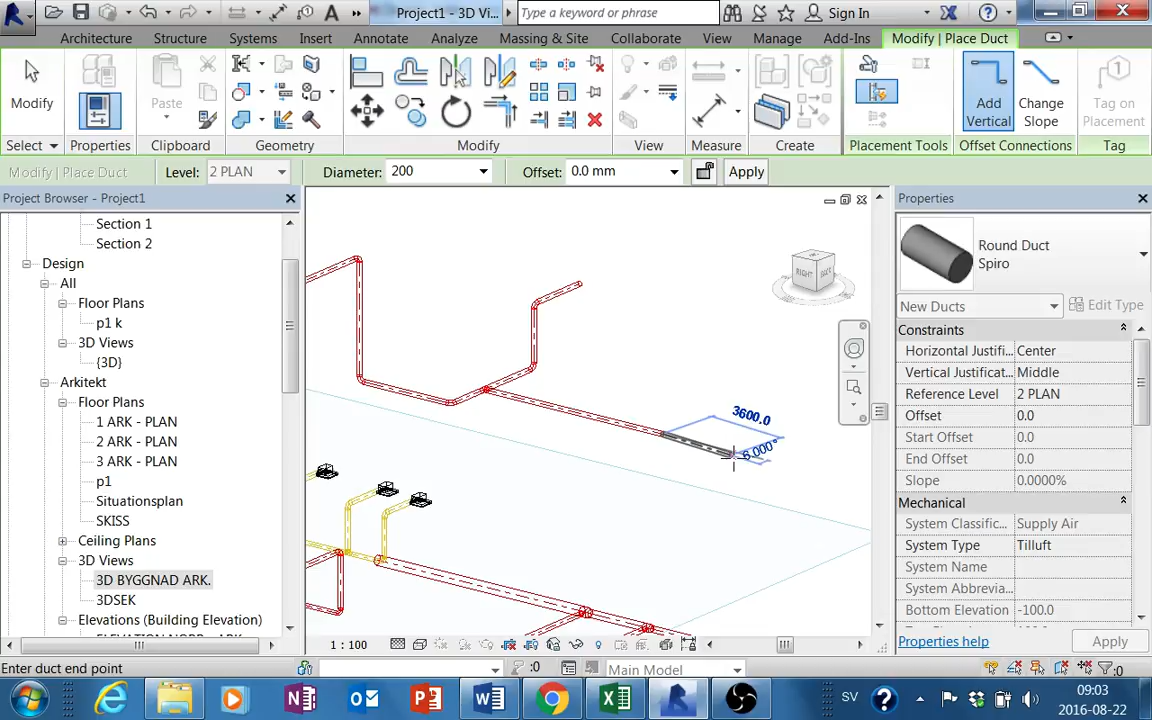 Project1 - 3D Vi...
Type a keyword or phrase
Sign In
Architecture
Structure
Systems
Insert
Annotate
Analyze
Massing & Site
Collaborate
View
Manage
Add-Ins
Modify | Place Duct
Modify
Paste
Add Vertical
Change Slope
Tag on Placement
Select
Properties
Clipboard
Geometry
Modify
View
Measure
Create
Placement Tools
Offset Connections
Tag
Modify | Place Duct
Level:
2 PLAN
Diameter:
200
Offset:
0.0 mm
Apply
Project Browser - Project1
Section 1
Section 2
Design
All
Floor Plans
p1 k
3D Views
{3D}
Arkitekt
Floor Plans
1 ARK - PLAN
2 ARK - PLAN
3 ARK - PLAN
p1
Situationsplan
SKISS
Ceiling Plans
3D Views
3D BYGGNAD ARK.
3DSEK
Elevations (Building Elevation)
RIGHT
3600.0
Properties
Round Duct
Spiro
New Ducts
Edit Type
Constraints
Horizontal Justifi... Center
Vertical Justificat... Middle
Reference Level 2 PLAN
Offset 0.0
Start Offset 0.0
End Offset 0.0
Slope 0.0000%
Mechanical
System Classific... Supply Air
System Type Tilluft
System Name
System Abbrevia...
Bottom Elevation -100.0
Properties help
Apply
1 : 100
Enter duct end point
:0
Main Model
:0
SV
09:03
2016-08-22